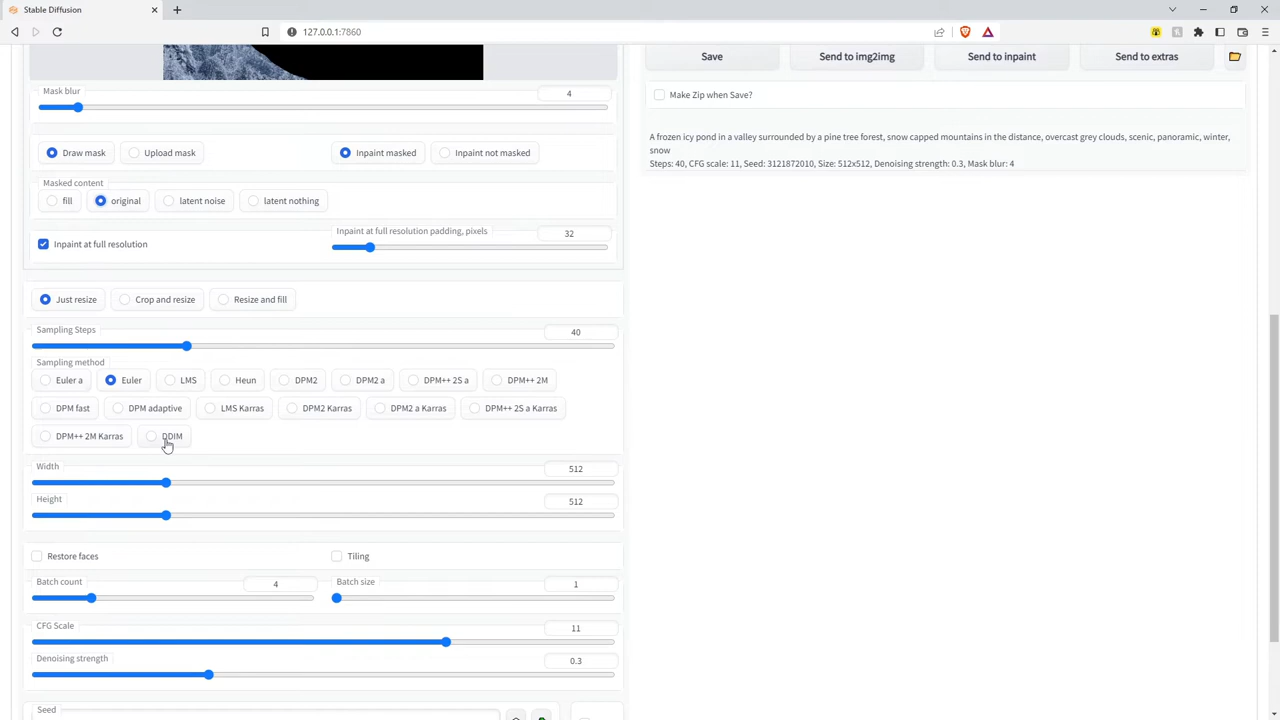 Stable Diffusion
127.0.0.1:7860
Mask blur
4
Draw mask
Upload mask
Inpaint masked
Inpaint not masked
Masked content
fill
original
latent noise
latent nothing
Inpaint at full resolution
Inpaint at full resolution padding, pixels
32
Just resize
Crop and resize
Resize and fill
Sampling Steps
40
Sampling method
Euler a
Euler
LMS
Heun
DPM2
DPM2 a
DPM++ 2S a
DPM++ 2M
DPM fast
DPM adaptive
LMS Karras
DPM2 Karras
DPM2 a Karras
DPM++ 2S a Karras
DPM++ 2M Karras
DDIM
Width
512
Height
512
Restore faces
Tiling
Batch count
4
Batch size
1
CFG Scale
11
Denoising strength
0.3
Seed
Save
Send to img2img
Send to inpaint
Send to extras
Make Zip when Save?
A frozen icy pond in a valley surrounded by a pine tree forest, snow capped mountains in the distance, overcast grey clouds, scenic, panoramic, winter,
snow
Steps: 40, CFG scale: 11, Seed: 3121872010, Size: 512x512, Denoising strength: 0.3, Mask blur: 4